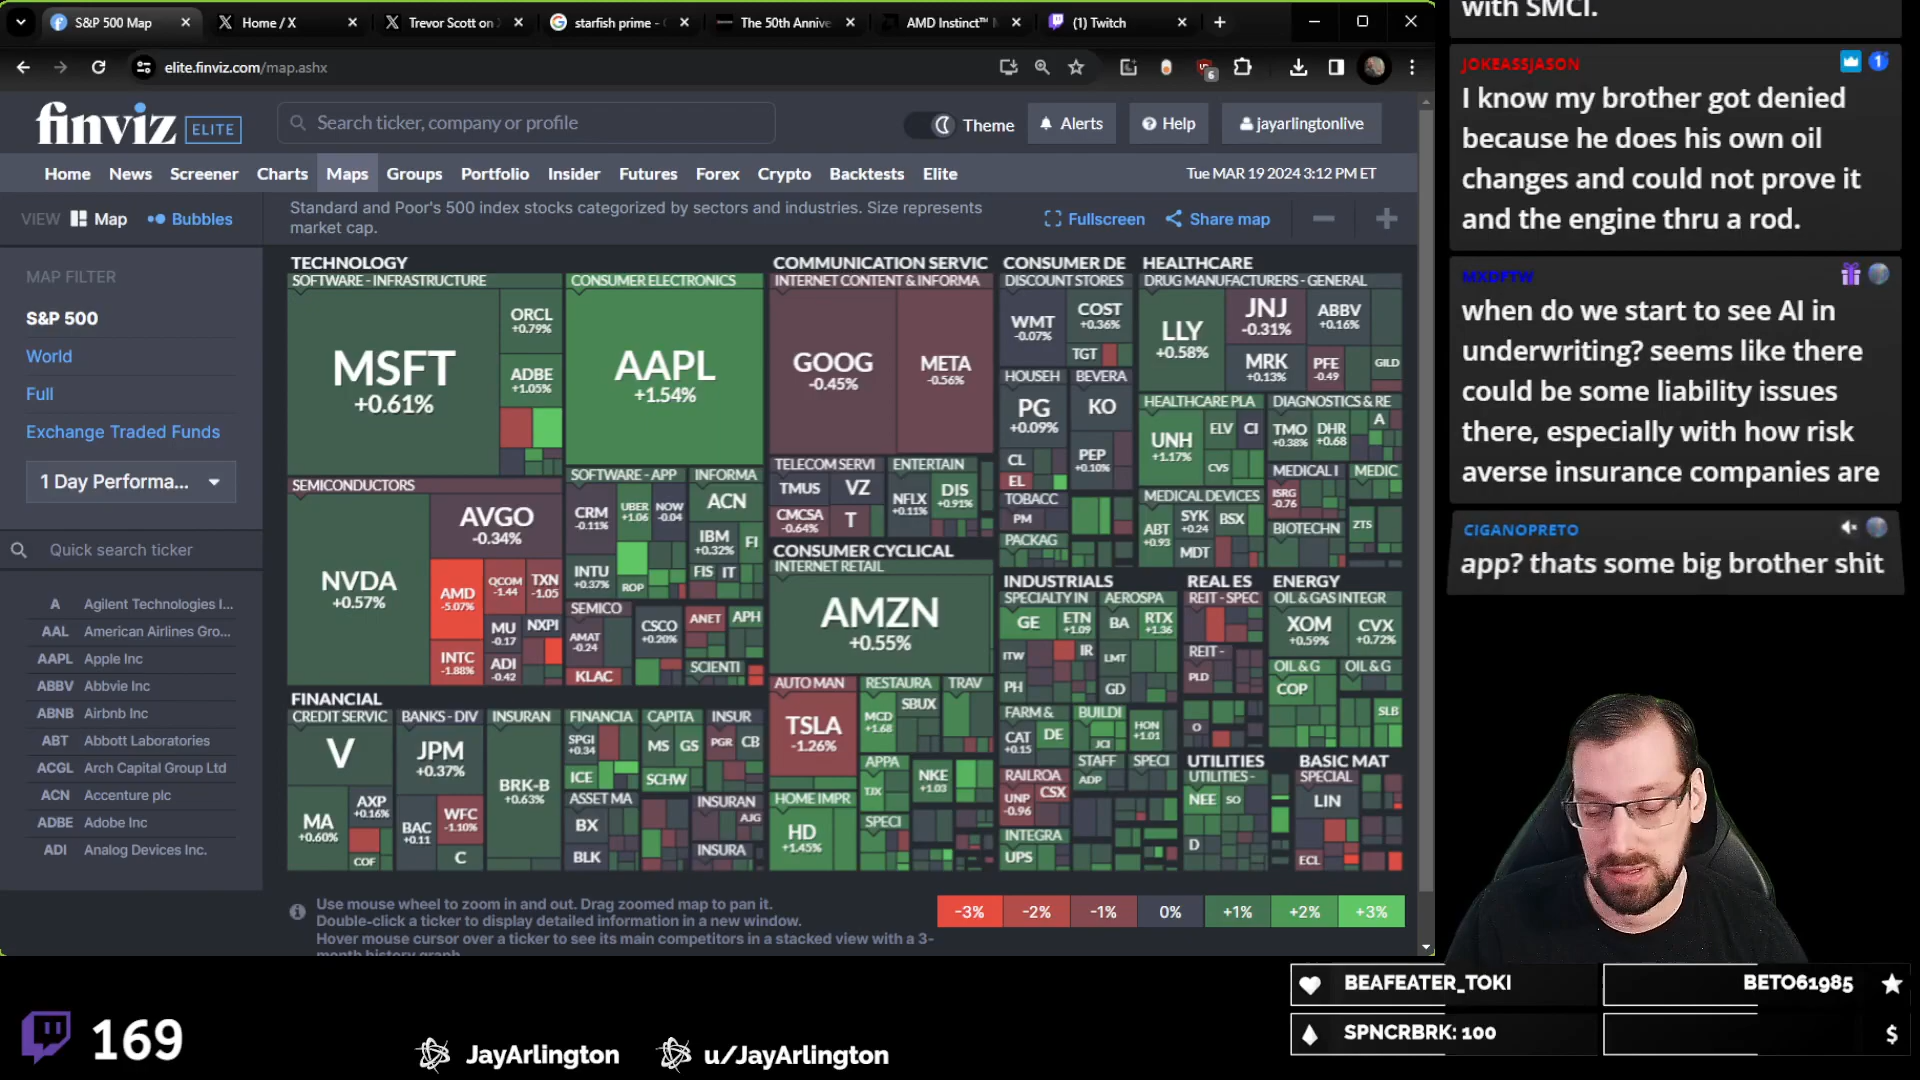 S&P 500 Map
Home / X
Trevor Scott on
starfish prime -
The 50th Annive
AMD Instinct™
(1) Twitch
elite.finviz.com/map.ashx
6
finviz ELITE
Search ticker, company or profile
Theme
Alerts
Help
jayarlingtonlive
Home News Screener Charts Maps Groups Portfolio Insider Futures Forex Crypto Backtests Elite
Tue MAR 19 2024 3:12 PM ET
VIEW Map Bubbles
Standard and Poor's 500 index stocks categorized by sectors and industries. Size represents
market cap.
Fullscreen
Share map
MAP FILTER
S&P 500
World
Full
Exchange Traded Funds
1 Day Performa...
Quick search ticker
A Agilent Technologies I...
AAL American Airlines Gro...
AAPL Apple Inc
ABBV Abbvie Inc
ABNB Airbnb Inc
ABT Abbott Laboratories
ACGL Arch Capital Group Ltd
ACN Accenture plc
ADBE Adobe Inc
ADI Analog Devices Inc.
TECHNOLOGY
SOFTWARE - INFRASTRUCTURE
MSFT
+0.61%
ORCL
+0.79%
ADBE
+1.05%
CONSUMER ELECTRONICS
AAPL
+1.54%
SEMICONDUCTORS
NVDA
+0.57%
AVGO
-0.34%
AMD
-5.07%
QCOM
-1.44
TXN
-1.05
MU
-0.17
NXPI
INTC
-1.88%
ADI
-0.42
SOFTWARE - APP
CRM
-0.11%
UBER
+1.06
NOW
-0.04
INTU
+0.37%
ROP
INFORMA
ACN
IBM
+0.32%
FI
FIS
IT
SEMICO
AMAT
-0.24
KLAC
CSCO
+0.20%
ANET
APH
SCIENTI
COMMUNICATION SERVIC
INTERNET CONTENT & INFORMA
GOOG
-0.45%
META
-0.56%
TELECOM SERVI
TMUS
VZ
CMCSA
-0.64%
T
ENTERTAIN
NFLX
+0.11%
DIS
+0.91%
CONSUMER CYCLICAL
INTERNET RETAIL
AMZN
+0.55%
AUTO MAN
TSLA
-1.26%
RESTAURA
MCD
+1.68
SBUX
TRAV
APPA
TJX
NKE
+1.03
HOME IMPR
HD
+1.45%
SPECI
CONSUMER DE
DISCOUNT STORES
WMT
-0.07%
COST
+0.36%
TGT
HOUSEH
PG
+0.09%
CL
EL
BEVERA
KO
PEP
+0.10%
TOBACC
PM
PACKAG
HEALTHCARE
DRUG MANUFACTURERS - GENERAL
LLY
+0.58%
JNJ
-0.31%
ABBV
+0.16%
MRK
+0.13%
PFE
-0.49
GILD
HEALTHCARE PLA
UNH
+1.17%
ELV
CI
CVS
DIAGNOSTICS & RE
TMO
+0.38%
DHR
+0.68
A
MEDICAL I
ISRG
-0.76
MEDIC
MEDICAL DEVICES
ABT
+0.93
SYK
+0.24
BSX
MDT
BIOTECHN
ZTS
FINANCIAL
CREDIT SERVIC
V
MA
+0.60%
AXP
+0.16%
COF
BANKS - DIV
JPM
+0.37%
BAC
+0.11
WFC
-1.10%
C
INSURAN
BRK-B
+0.63%
FINANCIA
SPGI
+0.34
ICE
CAPITA
MS
GS
SCHW
INSUR
PGR
CB
ASSET MA
BX
BLK
INSURAN
AJG
INSURA
INDUSTRIALS
SPECIALTY IN
GE
ETN
+1.09
ITW
IR
PH
AEROSPA
BA
RTX
+1.36
LMT
GD
FARM &
CAT
+0.15
DE
BUILDI
JCI
HON
+1.01
RAILROA
UNP
-0.96
CSX
STAFF
ADP
SPECI
INTEGRA
UPS
REAL ES
REIT - SPEC
REIT -
PLD
O
ENERGY
OIL & GAS INTEGR
XOM
+0.59%
CVX
+0.72%
OIL & G
COP
OIL & G
SLB
UTILITIES
UTILITIES -
NEE
SO
D
BASIC MAT
SPECIAL
LIN
ECL
Use mouse wheel to zoom in and out. Drag zoomed map to pan it.
Double-click a ticker to display detailed information in a new window.
Hover mouse cursor over a ticker to see its main competitors in a stacked view with a 3-
month history graph.
-3% -2% -1% 0% +1% +2% +3%
with SMCI.
JOKEASSJASON
1
I know my brother got denied
because he does his own oil
changes and could not prove it
and the engine thru a rod.
MXDFTW
when do we start to see AI in
underwriting? seems like there
could be some liability issues
there, especially with how risk
averse insurance companies are
CIGANOPRETO
app? thats some big brother shit
BEAFEATER_TOKI
BETO61985
SPNCRBRK: 100
$
169
JayArlington
u/JayArlington